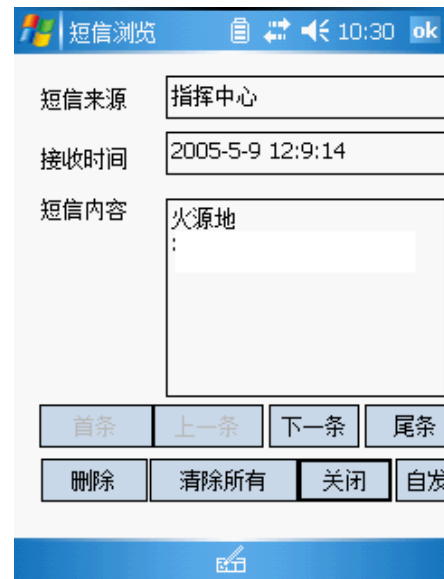 短信浏览 10:30 ok
短信来源 指挥中心
接收时间 2005-5-9 12:9:14
短信内容 火源地
:
首条 上一条 下一条 尾条
删除 清除所有 关闭 自发